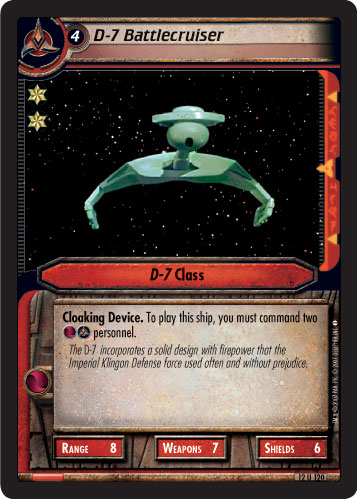 4 D-7 Battlecruiser
D-7 Class
Cloaking Device. To play this ship, you must command two
personnel.
The D-7 incorporates a solid design with firepower that the
Imperial Klingon Defense force used often and without prejudice.
RANGE 8 WEAPONS 7 SHIELDS 6
12 U 120